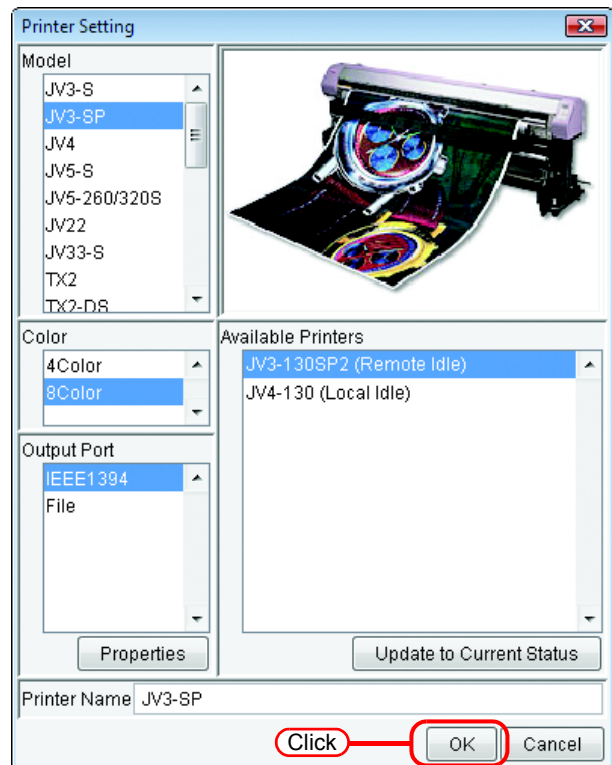 Printer Setting
Model
JV3-S
JV3-SP
JV4
JV5-S
JV5-260/320S
JV22
JV33-S
TX2
TX2-DS
Color
4Color
8Color
Output Port
IEEE1394
File
Properties
Available Printers
JV3-130SP2 (Remote Idle)
JV4-130 (Local Idle)
Update to Current Status
Printer Name JV3-SP
Click OK Cancel